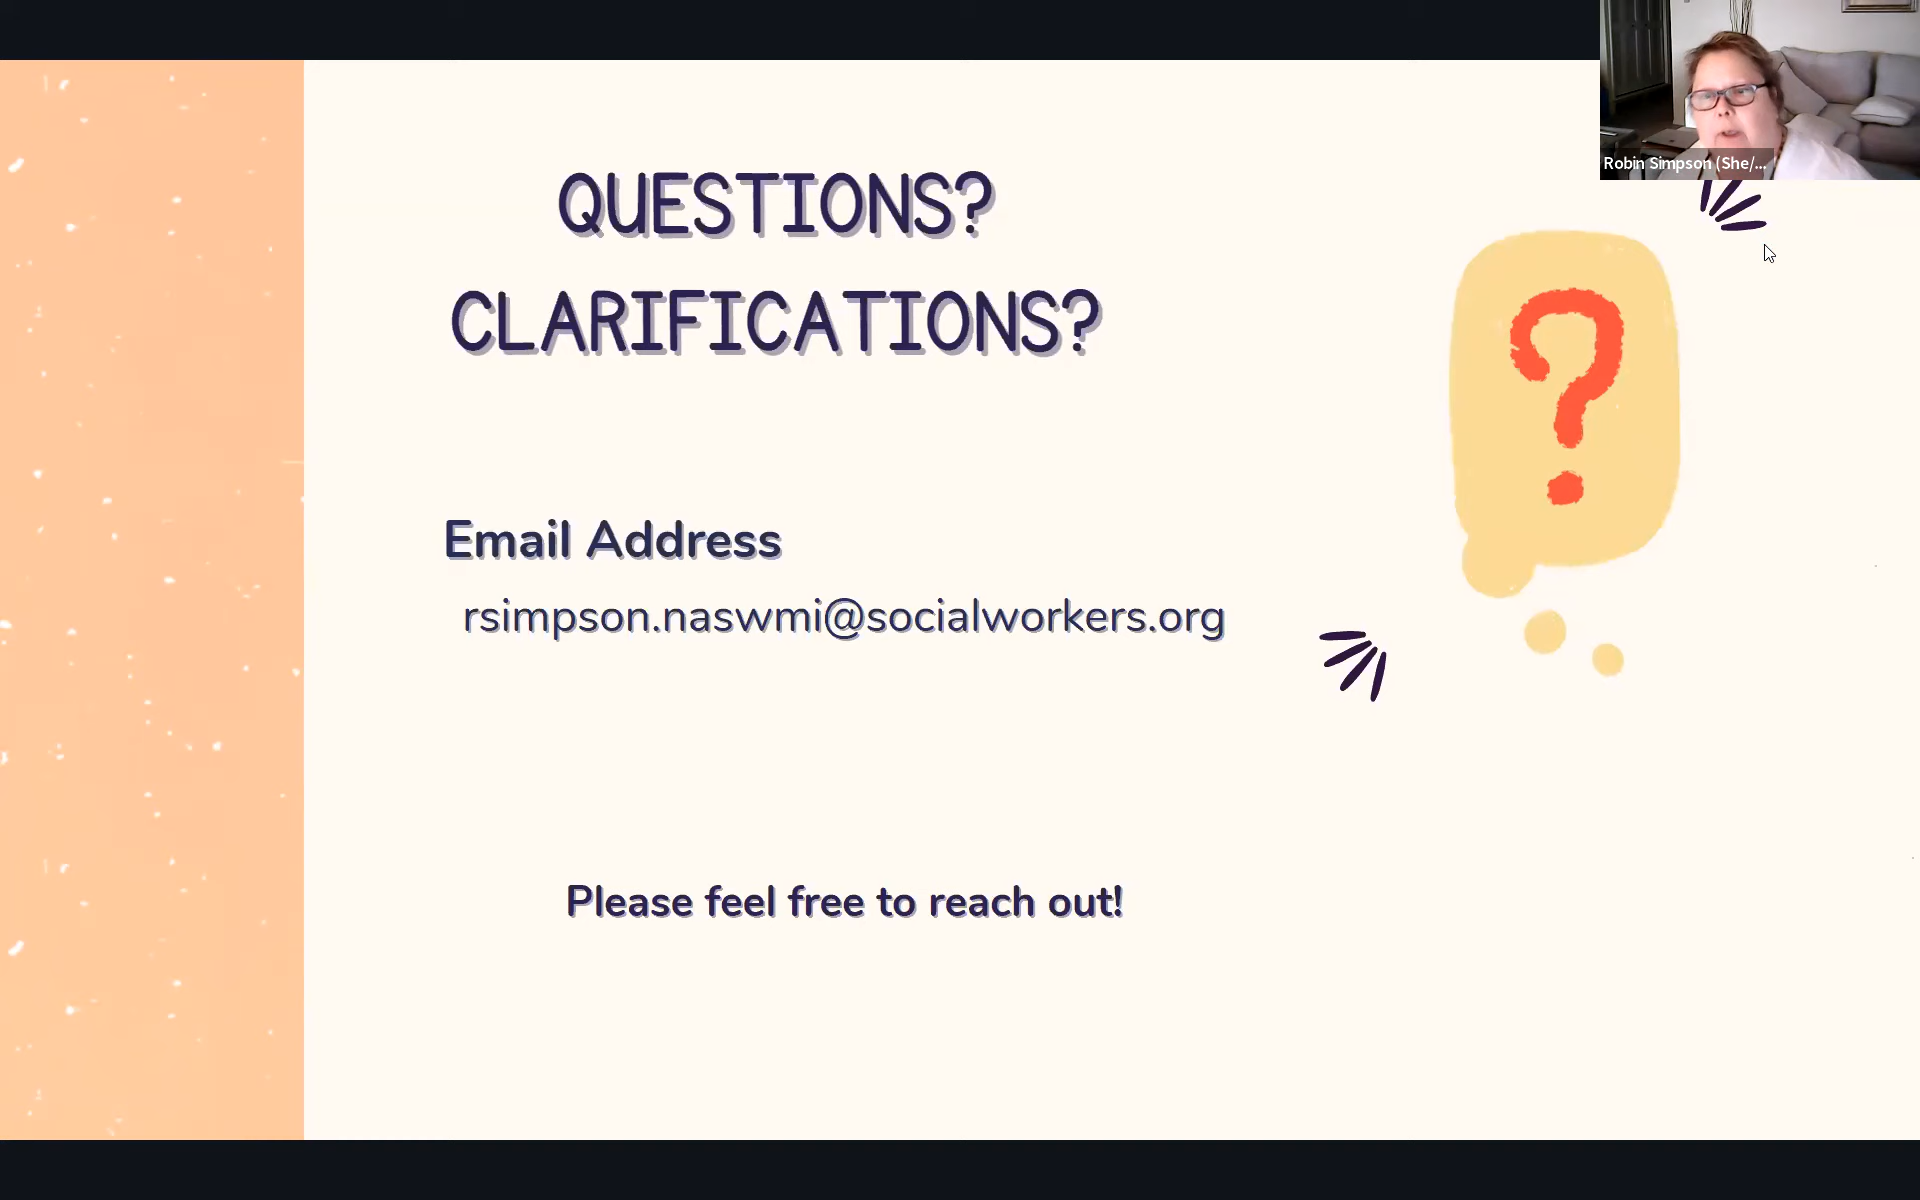 Robin Simpson (She/...
QUESTIONS?
CLARIFICATIONS?
Email Address
rsimpson.naswmi@socialworkers.org
Please feel free to reach out!